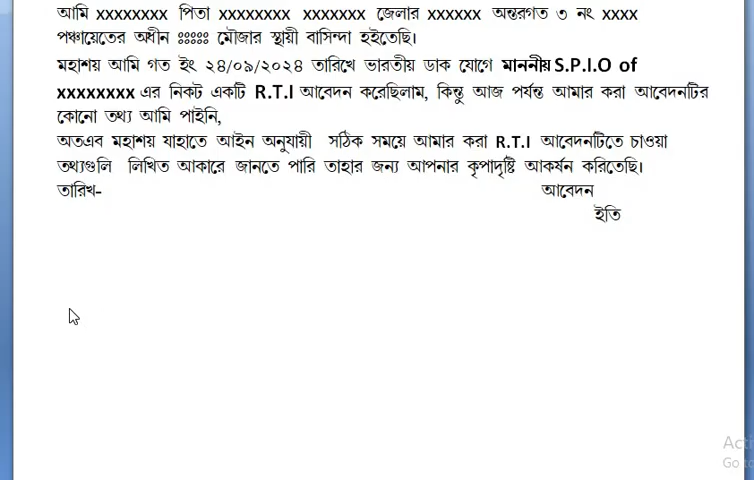 আমি xxxxxxxx পিতা xxxxxxxx xxxxxxx জেলার xxxxxx অন্তরগত ৩ নং xxxx
পঞ্চায়েতের অধীন ঃঃঃঃঃ মৌজার স্থায়ী বাসিন্দা হইতেছি।
মহাশয় আমি গত ইং ২৪/০৯/২০২৪ তারিখে ভারতীয় ডাক যোগে মাননীয় S.P.I.O of
xxxxxxxx এর নিকট একটি R.T.I আবেদন করেছিলাম, কিন্তু আজ পর্যন্ত আমার করা আবেদনটির
কোনো তথ্য আমি পাইনি,
অতএব মহাশয় যাহাতে আইন অনুযায়ী সঠিক সময়ে আমার করা R.T.I আবেদনটিতে চাওয়া
তথ্যগুলি লিখিত আকারে জানতে পারি তাহার জন্য আপনার কৃপাদৃষ্টি আকর্ষন করিতেছি।
তারিখ- আবেদন
ইতি